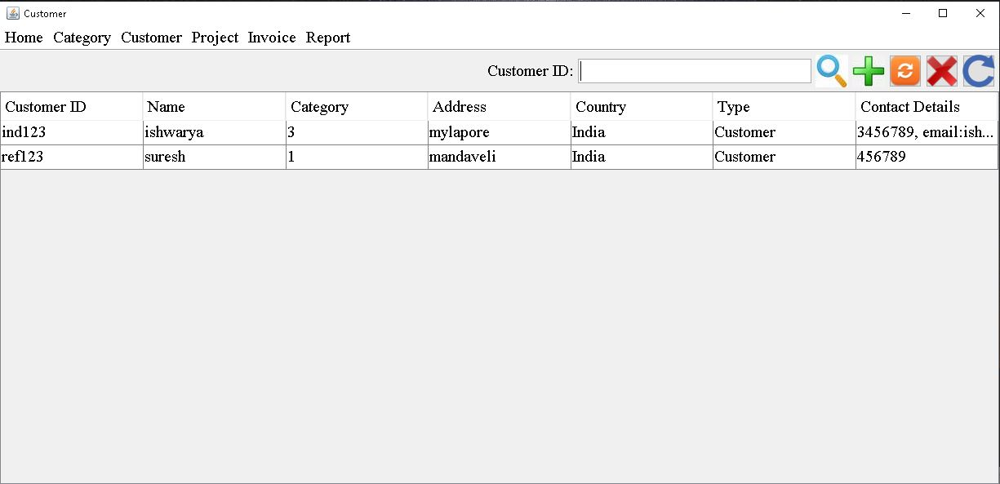 Customer
Home Category Customer Project Invoice Report
Customer ID:
Customer ID Name Category Address Country Type Contact Details
ind123 ishwarya 3 mylapore India Customer 3456789, email:ish...
ref123 suresh 1 mandaveli India Customer 456789